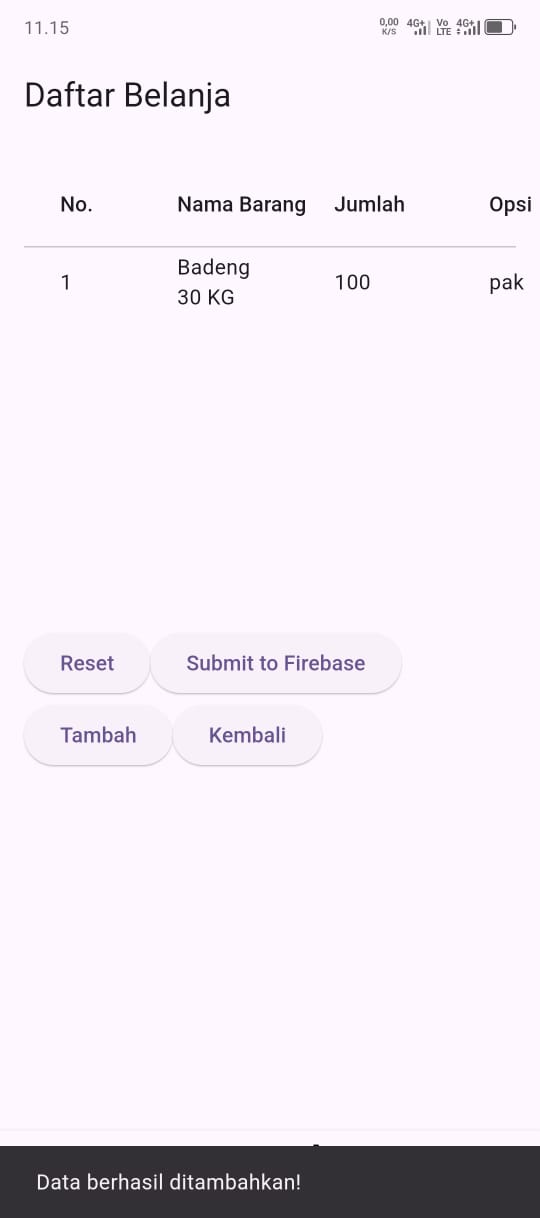 11.15
0,00 K/S 4G+ Vo LTE 4G+
Daftar Belanja
No. Nama Barang Jumlah Opsi
1 Badeng 30 KG 100 pak
Reset Submit to Firebase
Tambah Kembali
Data berhasil ditambahkan!